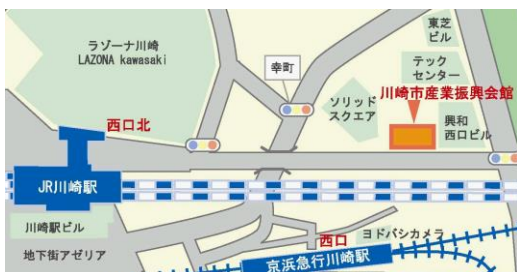 東芝
ビル
ラゾーナ川崎
LAZONA kawasaki
幸町
テック
センター
川崎市産業振興会館
ソリッド
スクエア
興和
西口ビル
西口北
JR川崎駅
川崎駅ビル
地下街アゼリア
西口
ヨドバシカメラ
京浜急行川崎駅